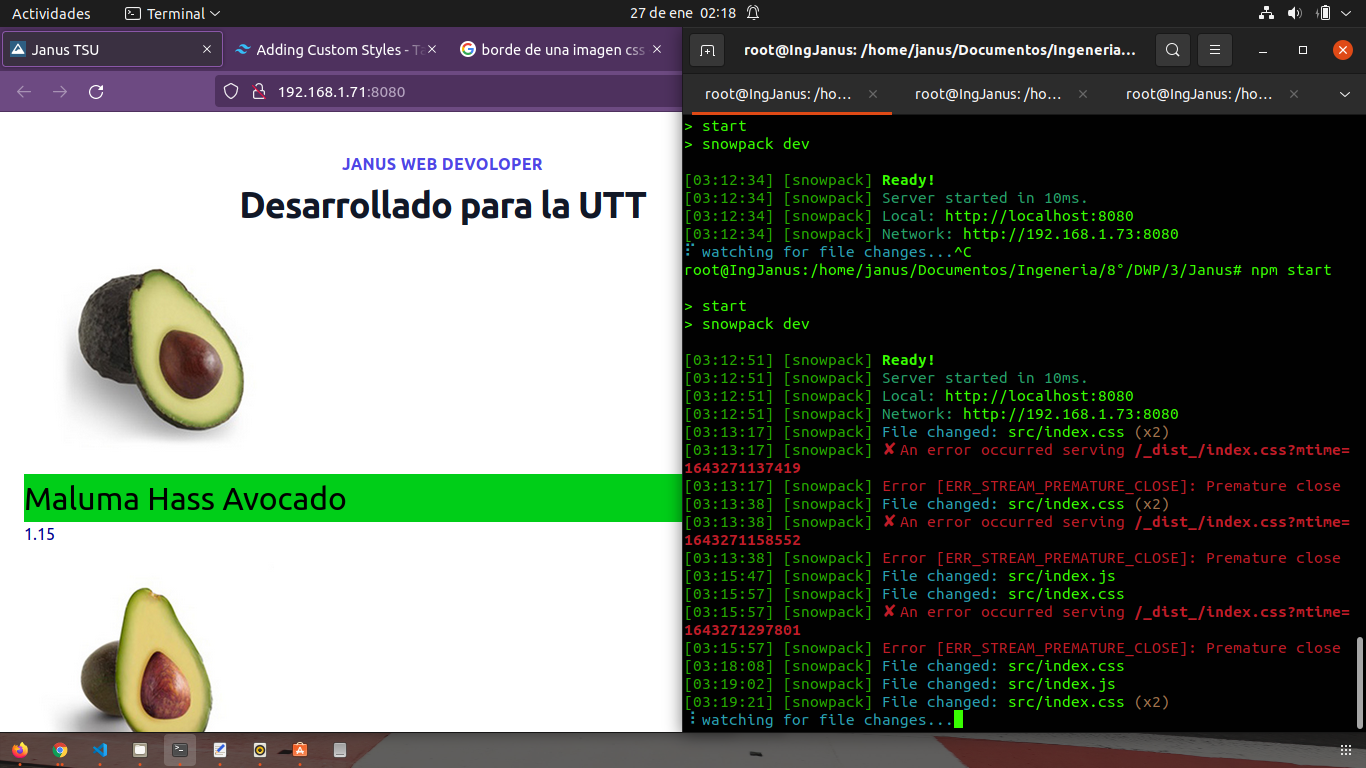 Actividades
Terminal
27 de ene 02:18
Janus TSU
Adding Custom Styles - Ta
borde de una imagen css
root@IngJanus: /home/janus/Documentos/Ingeneria...
192.168.1.71:8080
root@IngJanus: /ho...
root@IngJanus: /ho...
root@IngJanus: /ho...
JANUS WEB DEVOLOPER
Desarrollado para la UTT
Maluma Hass Avocado
1.15
> start
> snowpack dev
[03:12:34] [snowpack] Ready!
[03:12:34] [snowpack] Server started in 10ms.
[03:12:34] [snowpack] Local: http://localhost:8080
[03:12:34] [snowpack] Network: http://192.168.1.73:8080
⠏ watching for file changes...^C
root@IngJanus:/home/janus/Documentos/Ingeneria/8°/DWP/3/Janus# npm start
> start
> snowpack dev
[03:12:51] [snowpack] Ready!
[03:12:51] [snowpack] Server started in 10ms.
[03:12:51] [snowpack] Local: http://localhost:8080
[03:12:51] [snowpack] Network: http://192.168.1.73:8080
[03:13:17] [snowpack] File changed: src/index.css (x2)
[03:13:17] [snowpack] ✘ An error occurred serving /_dist_/index.css?mtime=
1643271137419
[03:13:17] [snowpack] Error [ERR_STREAM_PREMATURE_CLOSE]: Premature close
[03:13:38] [snowpack] File changed: src/index.css (x2)
[03:13:38] [snowpack] ✘ An error occurred serving /_dist_/index.css?mtime=
1643271158552
[03:13:38] [snowpack] Error [ERR_STREAM_PREMATURE_CLOSE]: Premature close
[03:15:47] [snowpack] File changed: src/index.js
[03:15:57] [snowpack] File changed: src/index.css
[03:15:57] [snowpack] ✘ An error occurred serving /_dist_/index.css?mtime=
1643271297801
[03:15:57] [snowpack] Error [ERR_STREAM_PREMATURE_CLOSE]: Premature close
[03:18:08] [snowpack] File changed: src/index.css
[03:19:02] [snowpack] File changed: src/index.js
[03:19:21] [snowpack] File changed: src/index.css (x2)
⠸ watching for file changes...